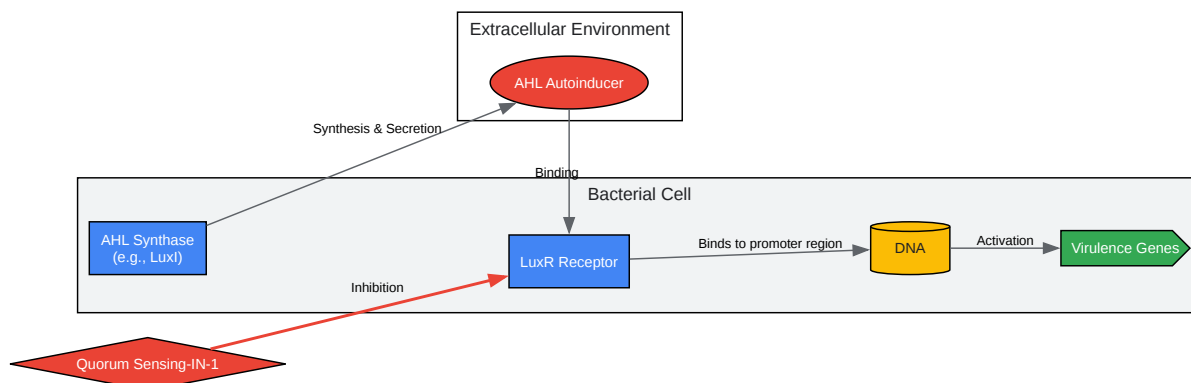 Extracellular Environment
AHL Autoinducer
Synthesis & Secretion
Binding
Bacterial Cell
AHL Synthase
(e.g., LuxI)
LuxR Receptor
Binds to promoter region
DNA
Activation
Virulence Genes
Inhibition
Quorum Sensing-IN-1